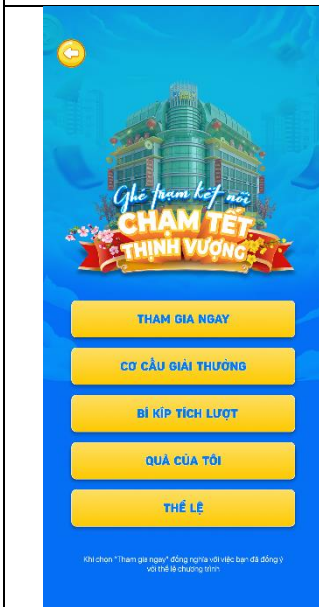 Ghé trạm kết nối
CHẠM TẾT
THỊNH VƯỢNG
THAM GIA NGAY
CƠ CẤU GIẢI THƯỞNG
BÍ KÍP TÍCH LƯỢT
QUÀ CỦA TÔI
THỂ LỆ
Khi chọn "Tham gia ngay" đồng nghĩa với việc bạn đã đồng ý
với thể lệ chương trình